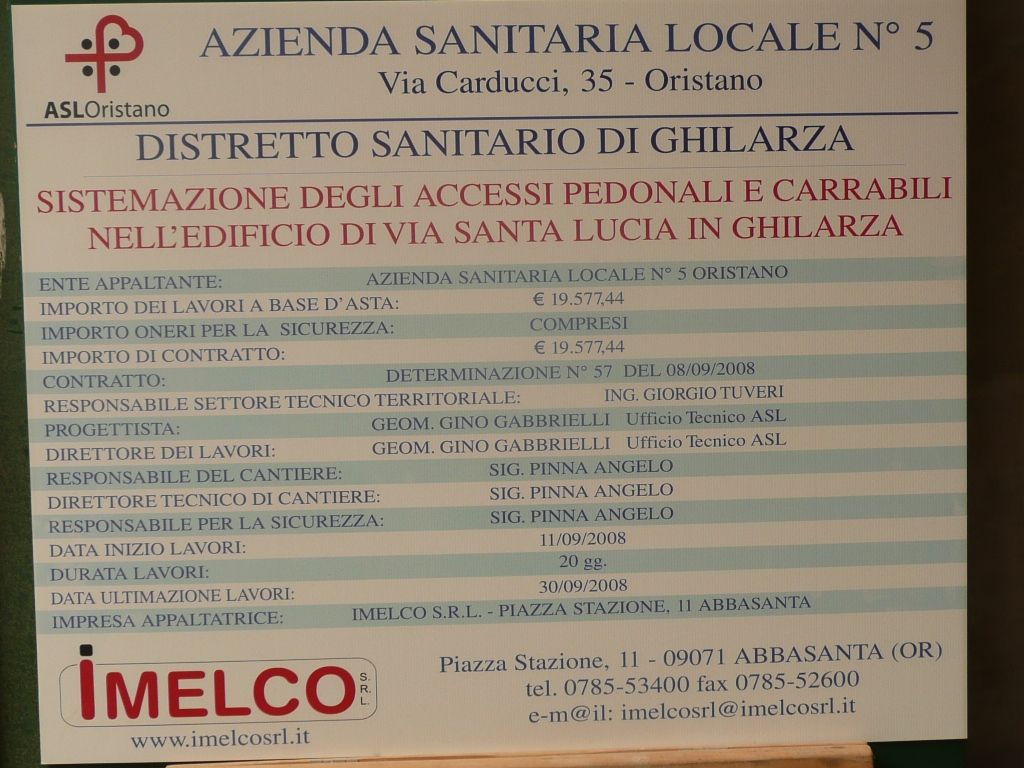 ASLOristano
AZIENDA SANITARIA LOCALE N° 5
Via Carducci, 35 - Oristano
DISTRETTO SANITARIO DI GHILARZA
SISTEMAZIONE DEGLI ACCESSI PEDONALI E CARRABILI
NELL'EDIFICIO DI VIA SANTA LUCIA IN GHILARZA
ENTE APPALTANTE: AZIENDA SANITARIA LOCALE N° 5 ORISTANO
IMPORTO DEI LAVORI A BASE D'ASTA: € 19.577,44
IMPORTO ONERI PER LA SICUREZZA: COMPRESI
IMPORTO DI CONTRATTO: € 19.577,44
CONTRATTO: DETERMINAZIONE N° 57 DEL 08/09/2008
RESPONSABILE SETTORE TECNICO TERRITORIALE: ING. GIORGIO TUVERI
PROGETTISTA: GEOM. GINO GABBRIELLI Ufficio Tecnico ASL
DIRETTORE DEI LAVORI: GEOM. GINO GABBRIELLI Ufficio Tecnico ASL
RESPONSABILE DEL CANTIERE: SIG. PINNA ANGELO
DIRETTORE TECNICO DI CANTIERE: SIG. PINNA ANGELO
RESPONSABILE PER LA SICUREZZA: SIG. PINNA ANGELO
DATA INIZIO LAVORI: 11/09/2008
DURATA LAVORI: 20 gg.
DATA ULTIMAZIONE LAVORI: 30/09/2008
IMPRESA APPALTATRICE: IMELCO S.R.L. - PIAZZA STAZIONE, 11 ABBASANTA
iMELCO S.R.L.
www.imelcosrl.it
Piazza Stazione, 11 - 09071 ABBASANTA (OR)
tel. 0785-53400 fax 0785-52600
e-m@il: imelcosrl@imelcosrl.it